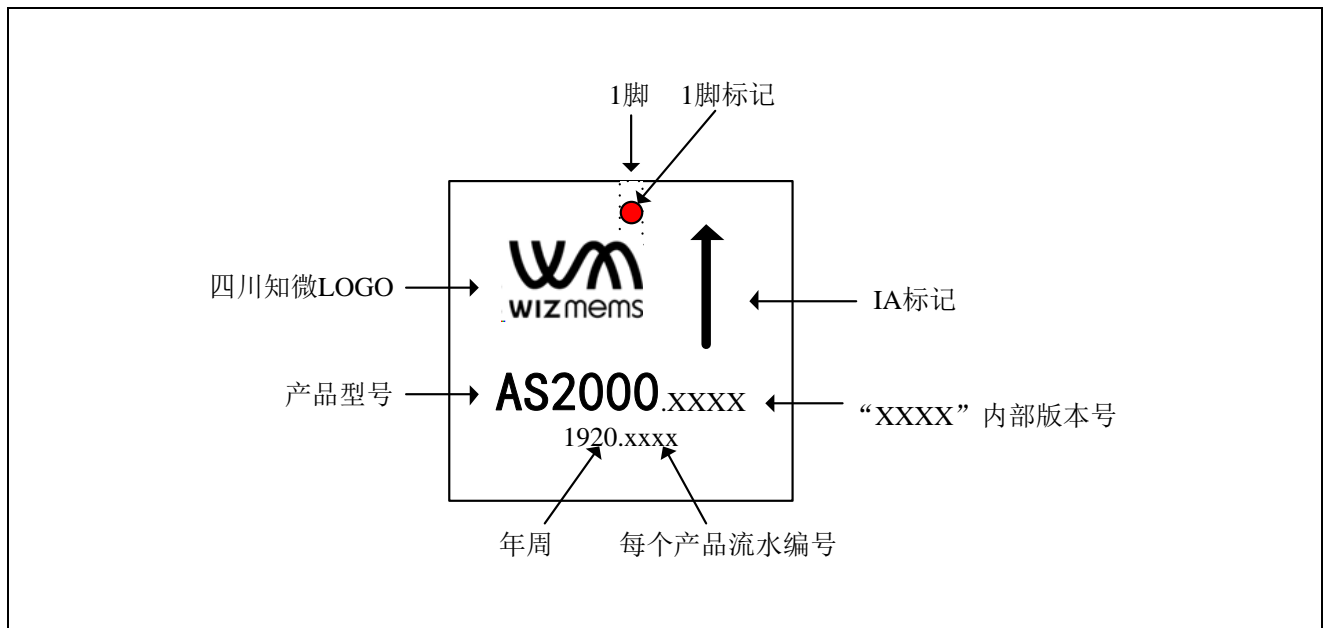 1脚 1脚标记
WM
wizmems
四川知微LOGO
IA标记
产品型号
AS2000.XXXX
“XXXX”内部版本号
1920.xxxx
年周
每个产品流水编号